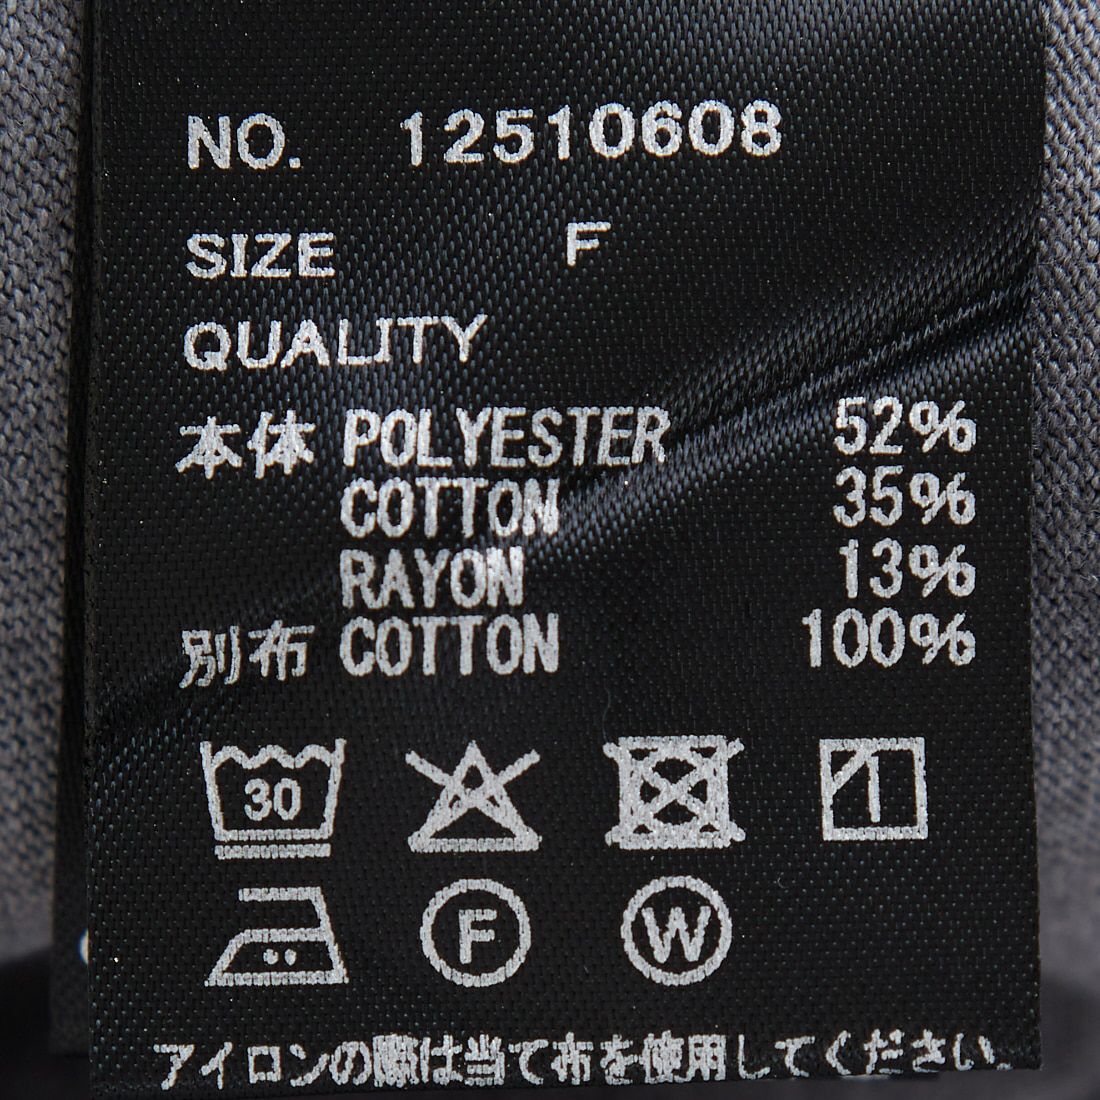 NO. 12510608
SIZE F
QUALITY
本体 POLYESTER 52%
COTTON 35%
RAYON 13%
別布 COTTON 100%
30
F W
アイロンの際は当て布を使用してください。